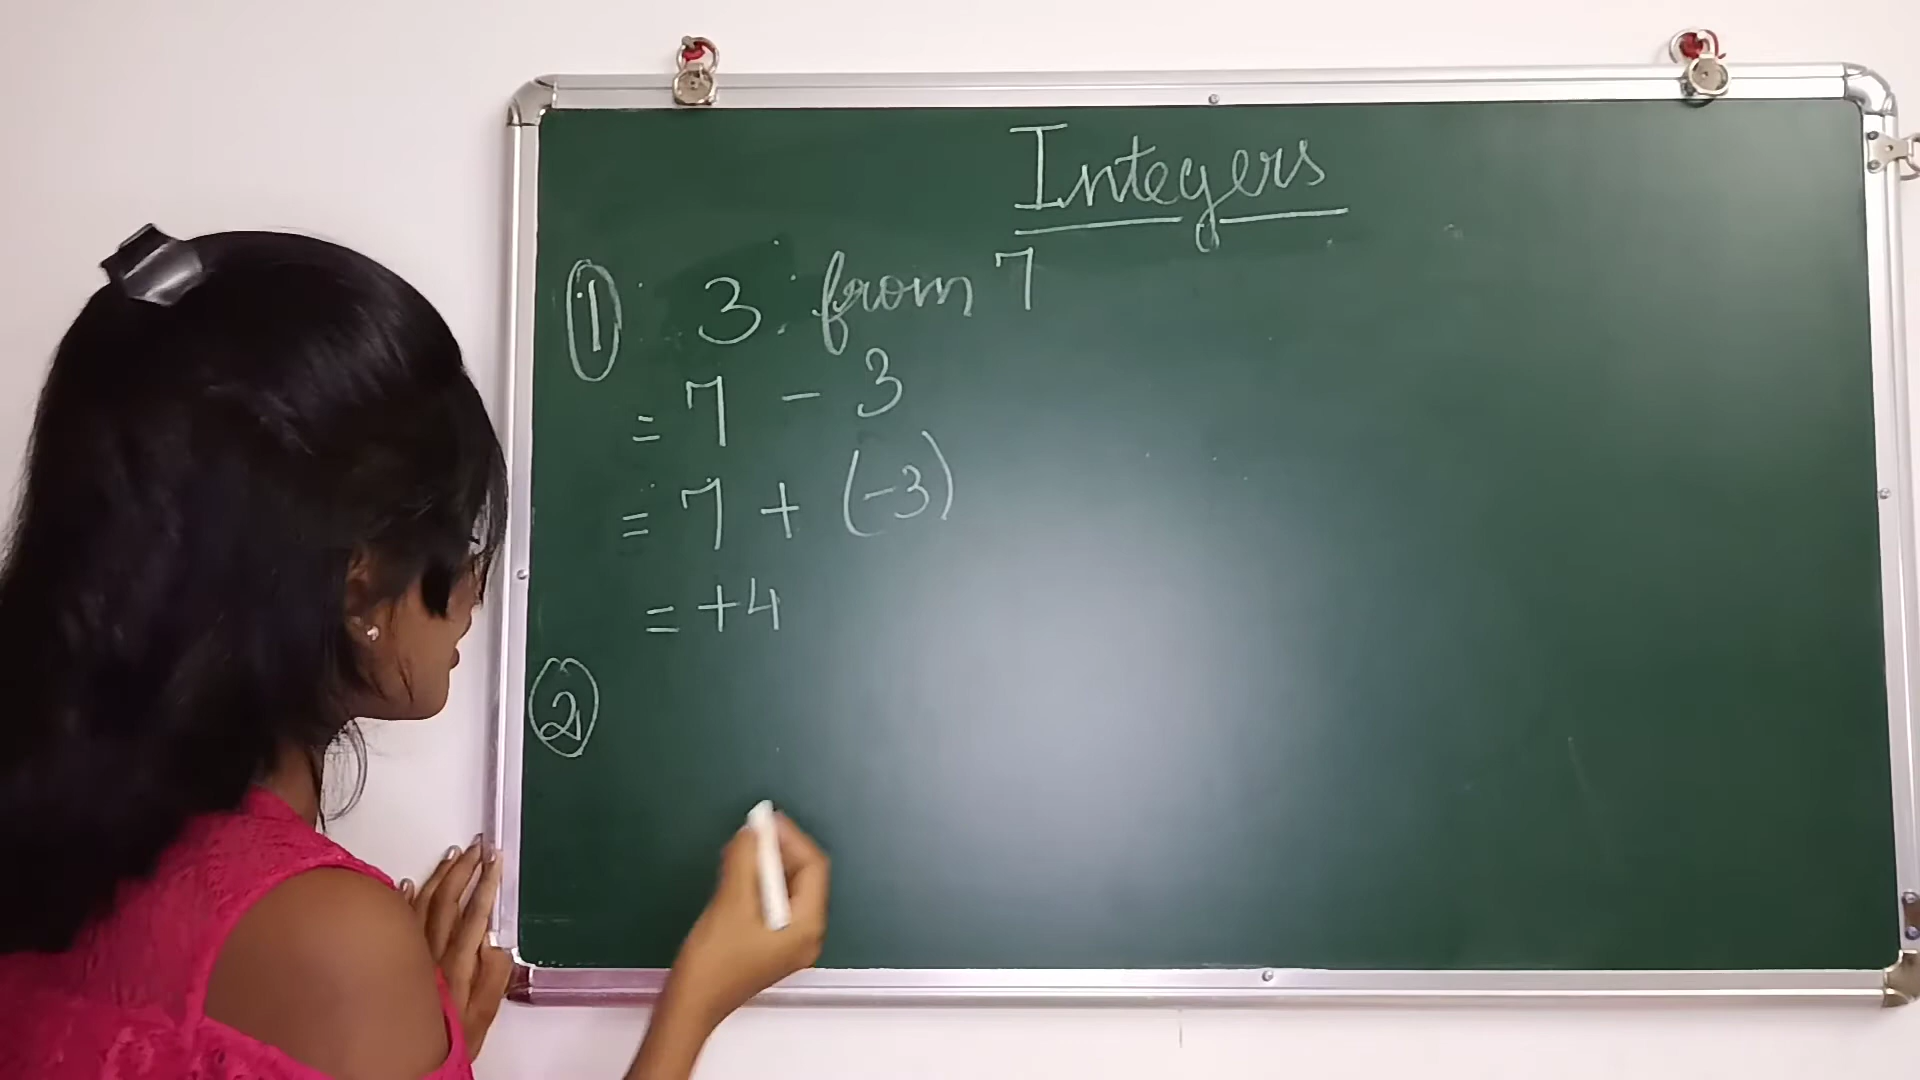 Integers
① 3 from 7
= 7 - 3
= 7 + (-3)
= +4
②